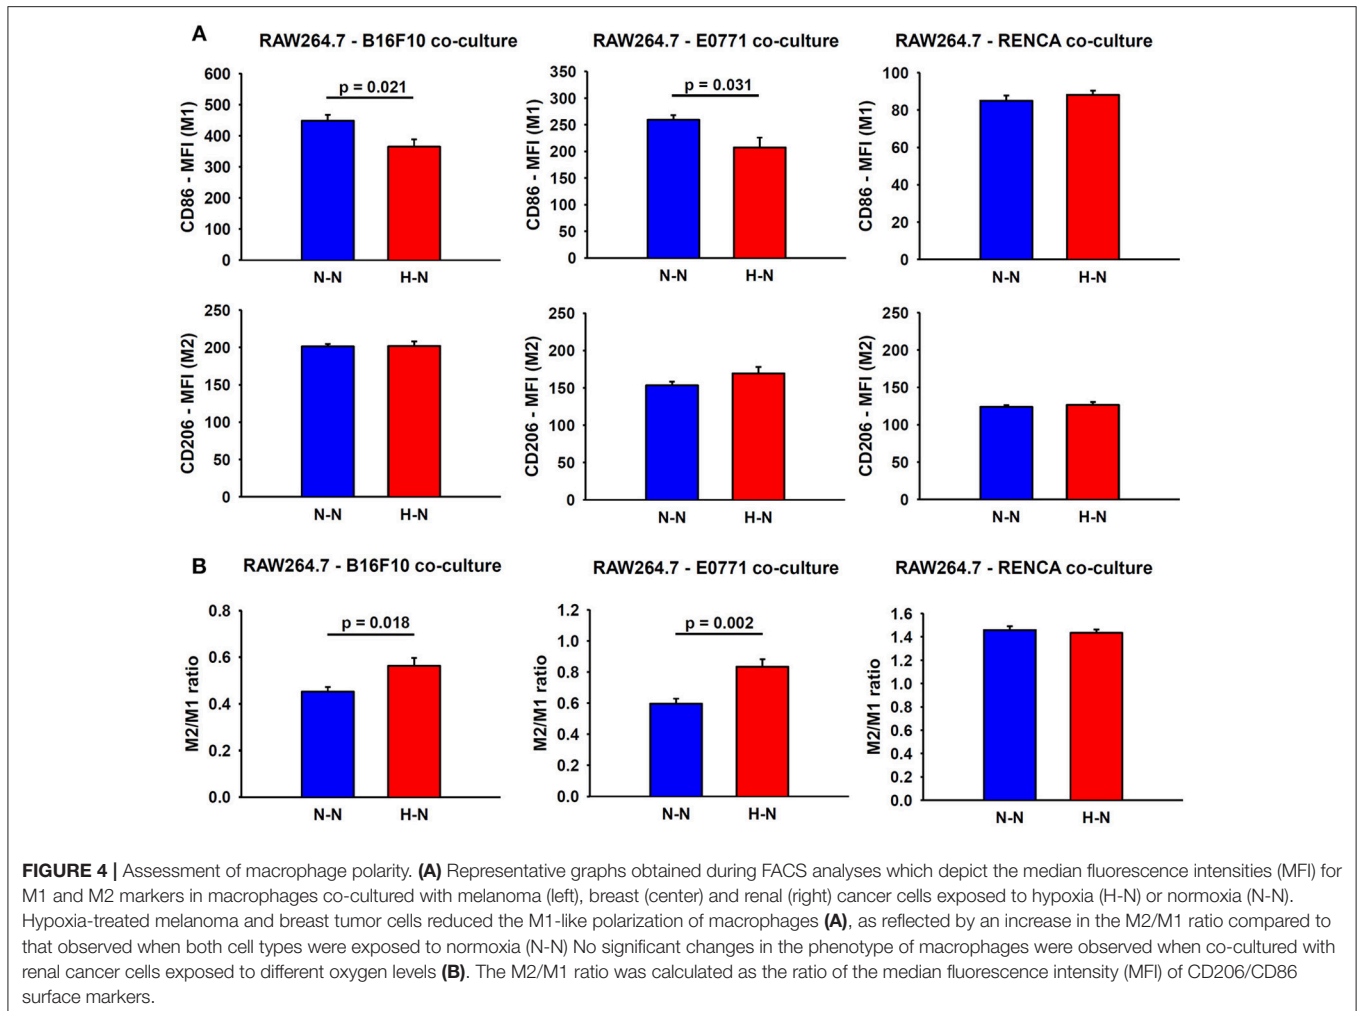 A
RAW264.7 - B16F10 co-culture
CD86 - MFI (M1)
600
500
400
300
200
100
0
p = 0.021
N-N H-N
RAW264.7 - E0771 co-culture
CD86 - MFI (M1)
350
300
250
200
150
100
50
0
p = 0.031
N-N H-N
RAW264.7 - RENCA co-culture
CD86 - MFI (M1)
100
80
60
40
20
0
N-N H-N
CD206 - MFI (M2)
250
200
150
100
50
0
N-N H-N
CD206 - MFI (M2)
250
200
150
100
50
0
N-N H-N
CD206 - MFI (M2)
250
200
150
100
50
0
N-N H-N
B
RAW264.7 - B16F10 co-culture
M2/M1 ratio
0.8
0.6
0.4
0.2
0.0
p = 0.018
N-N H-N
RAW264.7 - E0771 co-culture
M2/M1 ratio
1.2
1.0
0.8
0.6
0.4
0.2
0.0
p = 0.002
N-N H-N
RAW264.7 - RENCA co-culture
M2/M1 ratio
1.6
1.4
1.2
1.0
0.8
0.6
0.4
0.2
0.0
N-N H-N
FIGURE 4 | Assessment of macrophage polarity. (A) Representative graphs obtained during FACS analyses which depict the median fluorescence intensities (MFI) for
M1 and M2 markers in macrophages co-cultured with melanoma (left), breast (center) and renal (right) cancer cells exposed to hypoxia (H-N) or normoxia (N-N).
Hypoxia-treated melanoma and breast tumor cells reduced the M1-like polarization of macrophages (A), as reflected by an increase in the M2/M1 ratio compared to
that observed when both cell types were exposed to normoxia (N-N) No significant changes in the phenotype of macrophages were observed when co-cultured with
renal cancer cells exposed to different oxygen levels (B). The M2/M1 ratio was calculated as the ratio of the median fluorescence intensity (MFI) of CD206/CD86
surface markers.